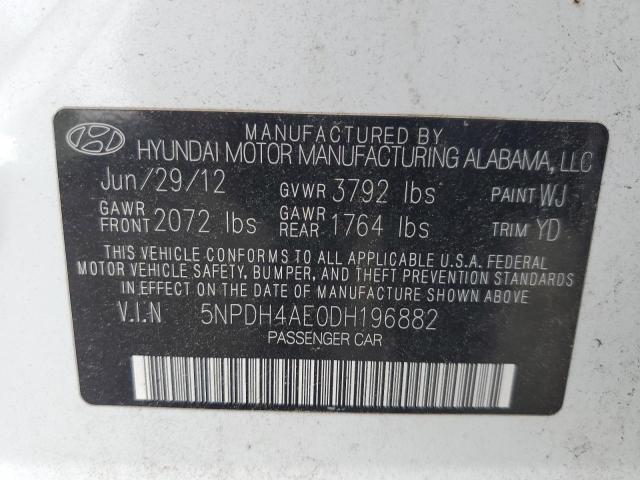 MANUFACTURED BY
HYUNDAI MOTOR MANUFACTURING ALABAMA, LLC
Jun/29/12 GVWR 3792 lbs PAINT WJ
GAWR FRONT 2072 lbs GAWR REAR 1764 lbs TRIM YD
THIS VEHICLE CONFORMS TO ALL APPLICABLE U.S.A. FEDERAL
MOTOR VEHICLE SAFETY, BUMPER, AND THEFT PREVENTION STANDARDS
IN EFFECT ON THE DATE OF MANUFACTURE SHOWN ABOVE.
V.I.N 5NPDH4AE0DH196882
PASSENGER CAR